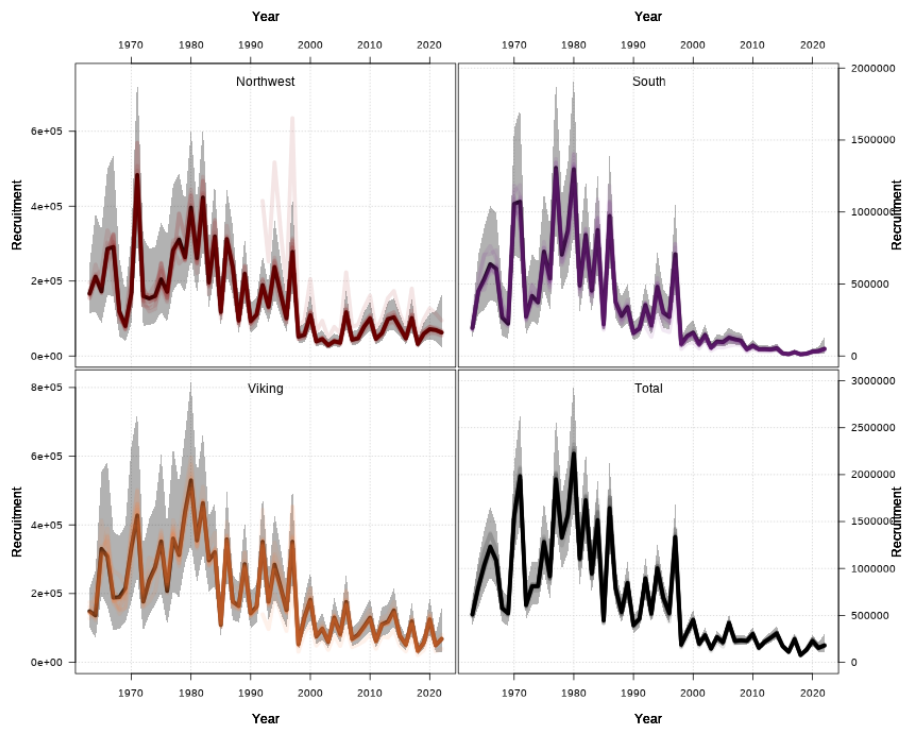 Year Year
1970 1980 1990 2000 2010 2020 1970 1980 1990 2000 2010 2020
Northwest South
Recruitment
0e+00 2e+05 4e+05 6e+05
0 500000 1000000 1500000 2000000
Recruitment
Viking Total
Recruitment
0e+00 2e+05 4e+05 6e+05 8e+05
0 500000 1000000 1500000 2000000 2500000 3000000
Recruitment
1970 1980 1990 2000 2010 2020 1970 1980 1990 2000 2010 2020
Year Year